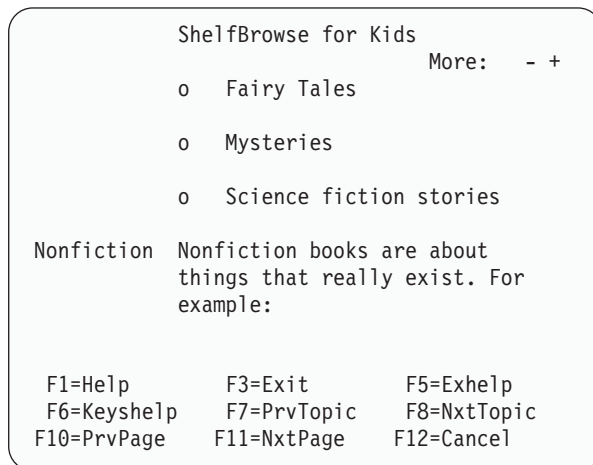 ShelfBrowse for Kids
More: - +
o Fairy Tales
o Mysteries
o Science fiction stories
Nonfiction Nonfiction books are about
things that really exist. For
example:
F1=Help F3=Exit F5=Exhelp
F6=Keyshelp F7=PrvTopic F8=NxtTopic
F10=PrvPage F11=NxtPage F12=Cancel